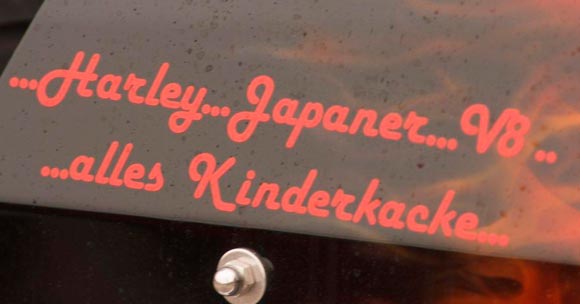 ...Harley...Japaner...V8..
...alles Kinderkacke...